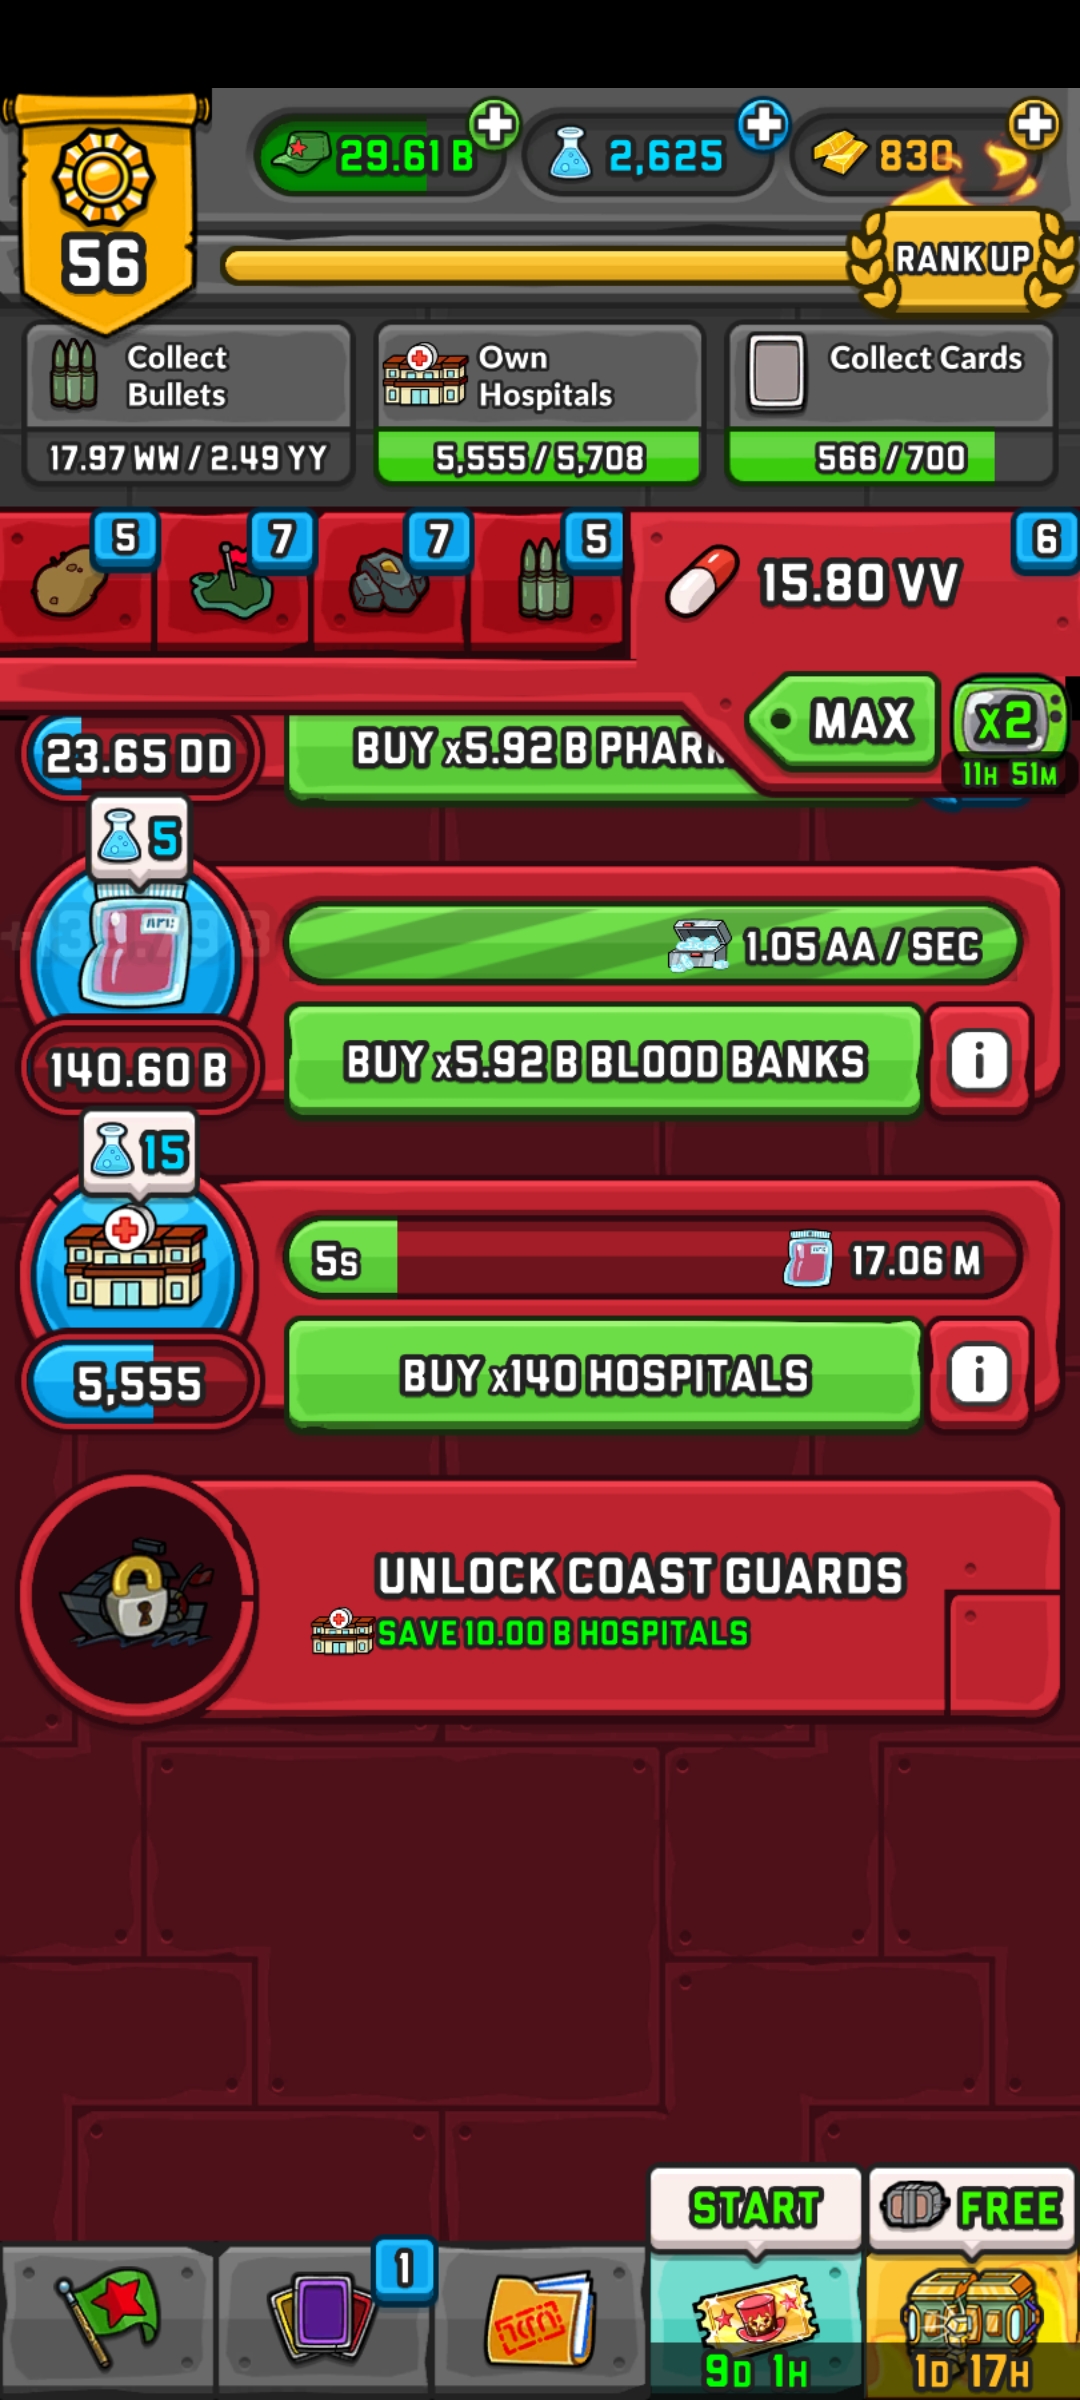 29.61 B
2,625
830
56
RANK UP
Collect Bullets
17.97 WW / 2.49 YY
Own Hospitals
5,555 / 5,708
Collect Cards
566 / 700
5
7
7
5
15.80 VV
6
MAX
x2
11H 51M
23.65 DD
BUY x5.92 B PHARM
5
1.05 AA / SEC
140.60 B
BUY x5.92 B BLOOD BANKS
i
15
5s
17.06 M
5,555
BUY x140 HOSPITALS
i
UNLOCK COAST GUARDS
SAVE 10.00 B HOSPITALS
START
FREE
1
9D 1H
1D 17H